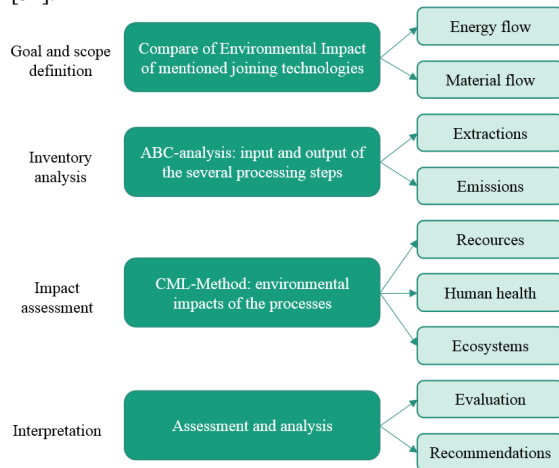 Goal and scope
definition
Compare of Environmental Impact
of mentioned joining technologies
Energy flow
Material flow
Inventory
analysis
ABC-analysis: input and output of
the several processing steps
Extractions
Emissions
Impact
assessment
CML-Method: environmental
impacts of the processes
Recources
Human health
Ecosystems
Interpretation
Assessment and analysis
Evaluation
Recommendations